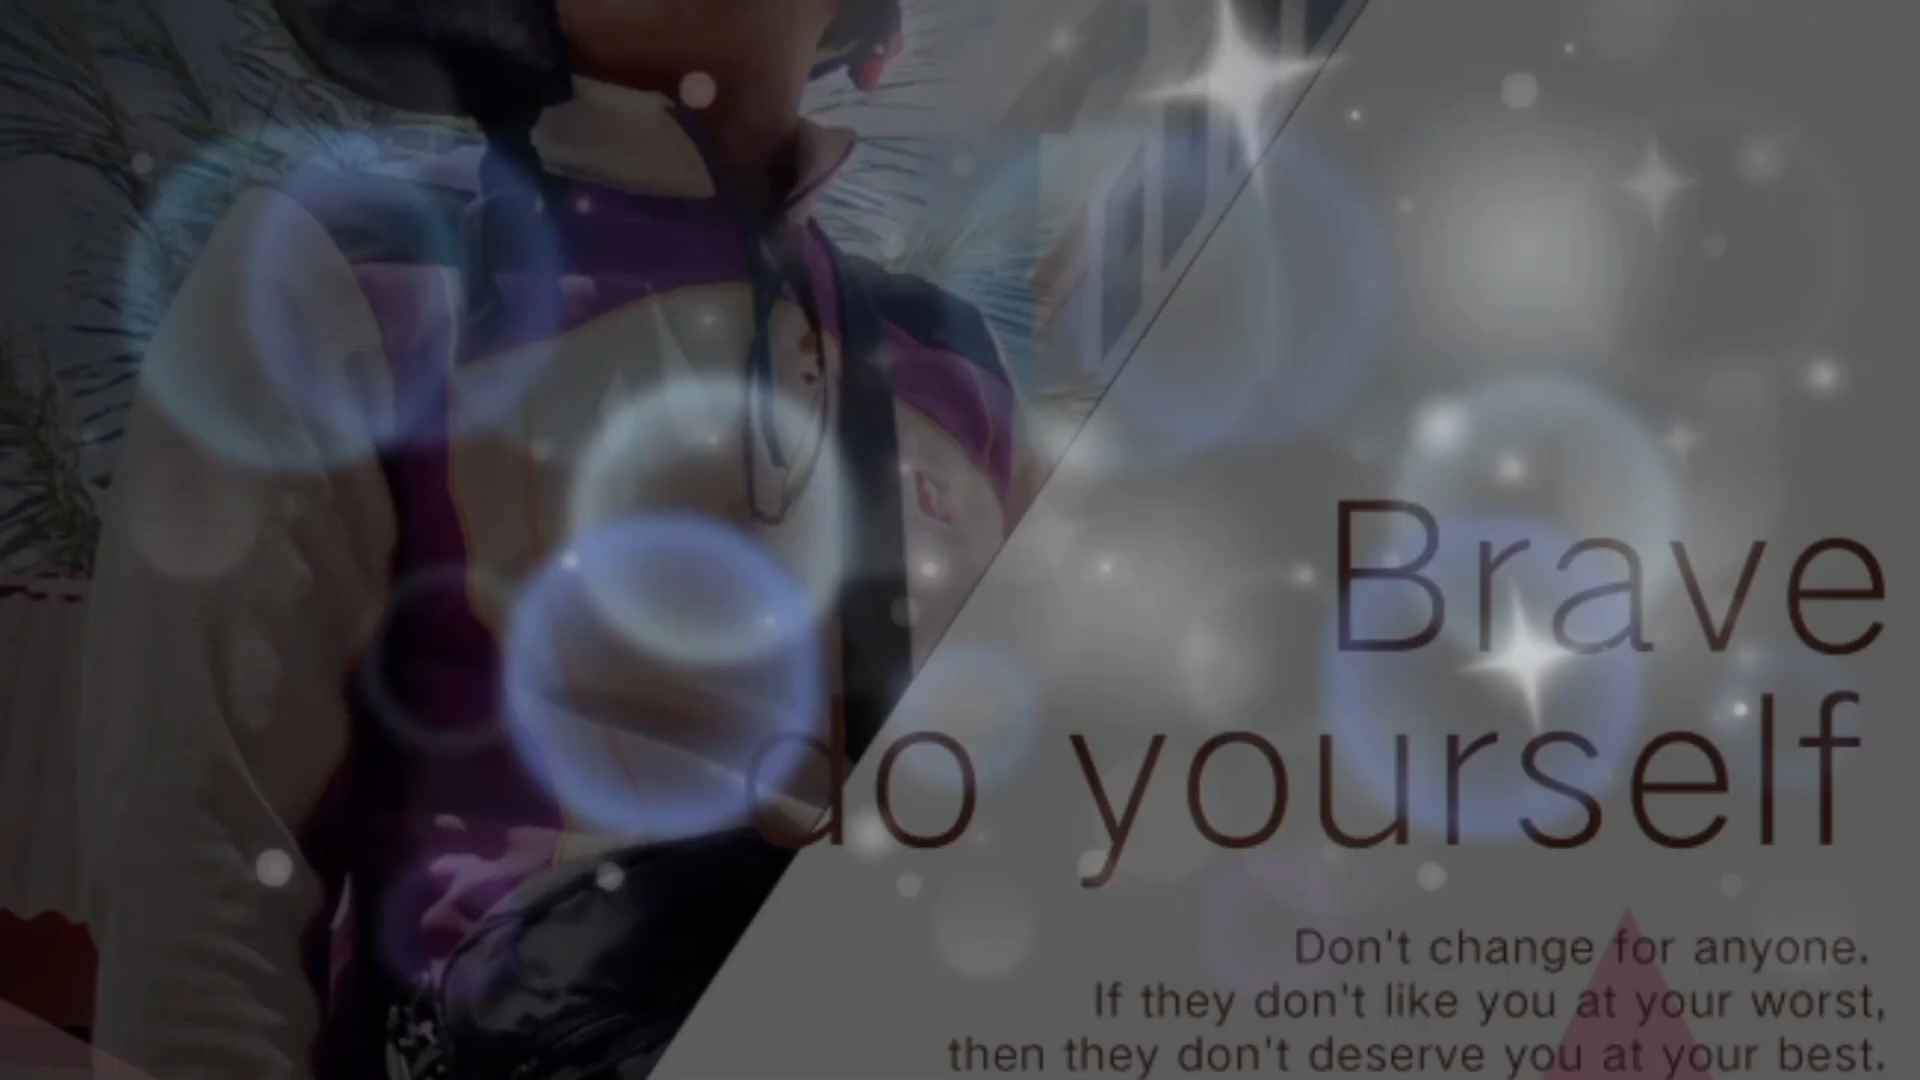 Brave
do yourself
Don't change for anyone.
If they don't like you at your worst,
then they don't deserve you at your best.